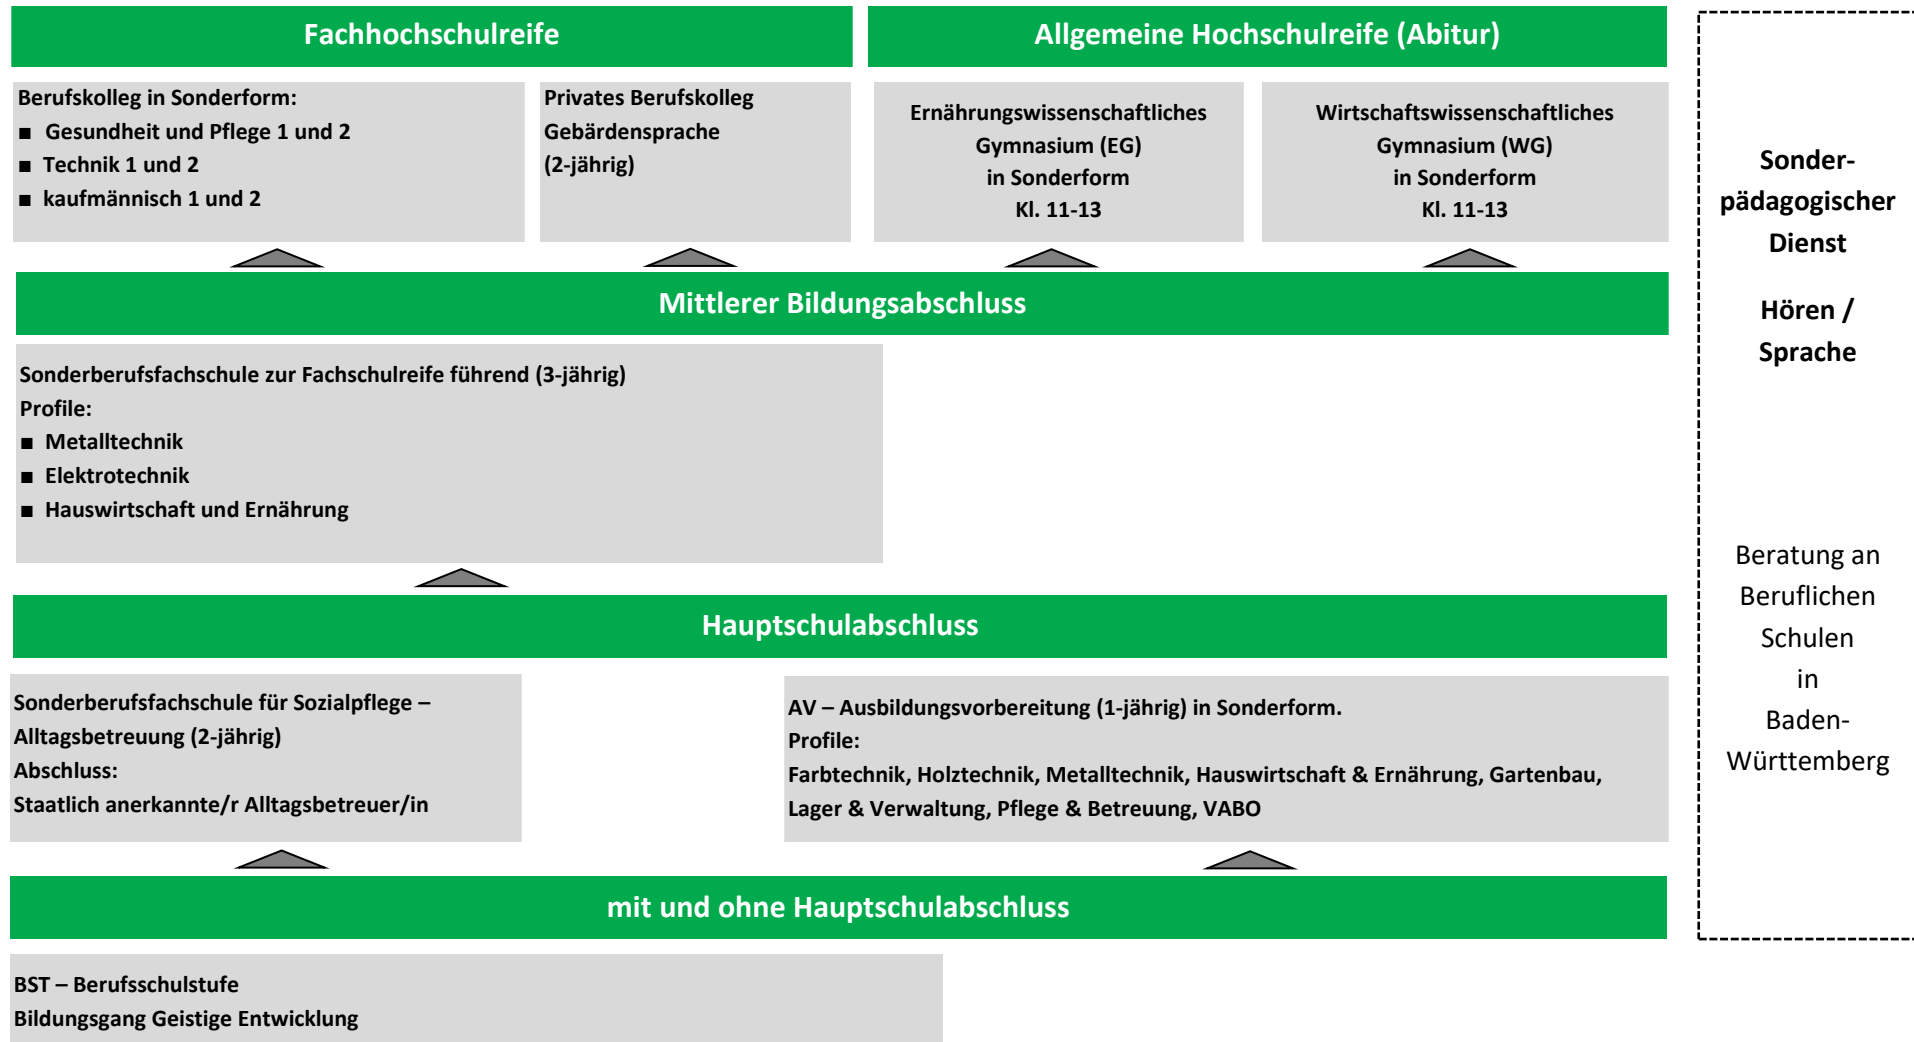 Fachhochschulreife
Allgemeine Hochschulreife (Abitur)
Berufskolleg in Sonderform:
■ Gesundheit und Pflege 1 und 2
■ Technik 1 und 2
■ kaufmännisch 1 und 2
Privates Berufskolleg
Gebärdensprache
(2-jährig)
Ernährungswissenschaftliches
Gymnasium (EG)
in Sonderform
Kl. 11-13
Wirtschaftswissenschaftliches
Gymnasium (WG)
in Sonderform
Kl. 11-13
Mittlerer Bildungsabschluss
Sonderberufsfachschule zur Fachschulreife führend (3-jährig)
Profile:
■ Metalltechnik
■ Elektrotechnik
■ Hauswirtschaft und Ernährung
Hauptschulabschluss
Sonderberufsfachschule für Sozialpflege –
Alltagsbetreuung (2-jährig)
Abschluss:
Staatlich anerkannte/r Alltagsbetreuer/in
AV – Ausbildungsvorbereitung (1-jährig) in Sonderform.
Profile:
Farbtechnik, Holztechnik, Metalltechnik, Hauswirtschaft & Ernährung, Gartenbau,
Lager & Verwaltung, Pflege & Betreuung, VABO
mit und ohne Hauptschulabschluss
BST – Berufsschulstufe
Bildungsgang Geistige Entwicklung
Sonder-
pädagogischer
Dienst
Hören /
Sprache
Beratung an
Beruflichen
Schulen
in
Baden-
Württemberg